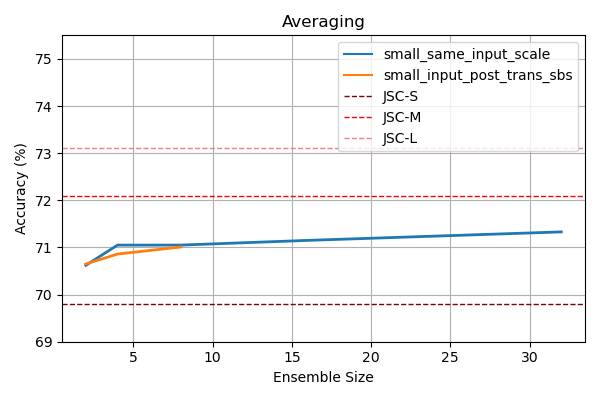 Averaging
small_same_input_scale
small_input_post_trans_sbs
JSC-S
JSC-M
JSC-L
75
74
73
72
71
70
69
Accuracy (%)
5 10 15 20 25 30
Ensemble Size